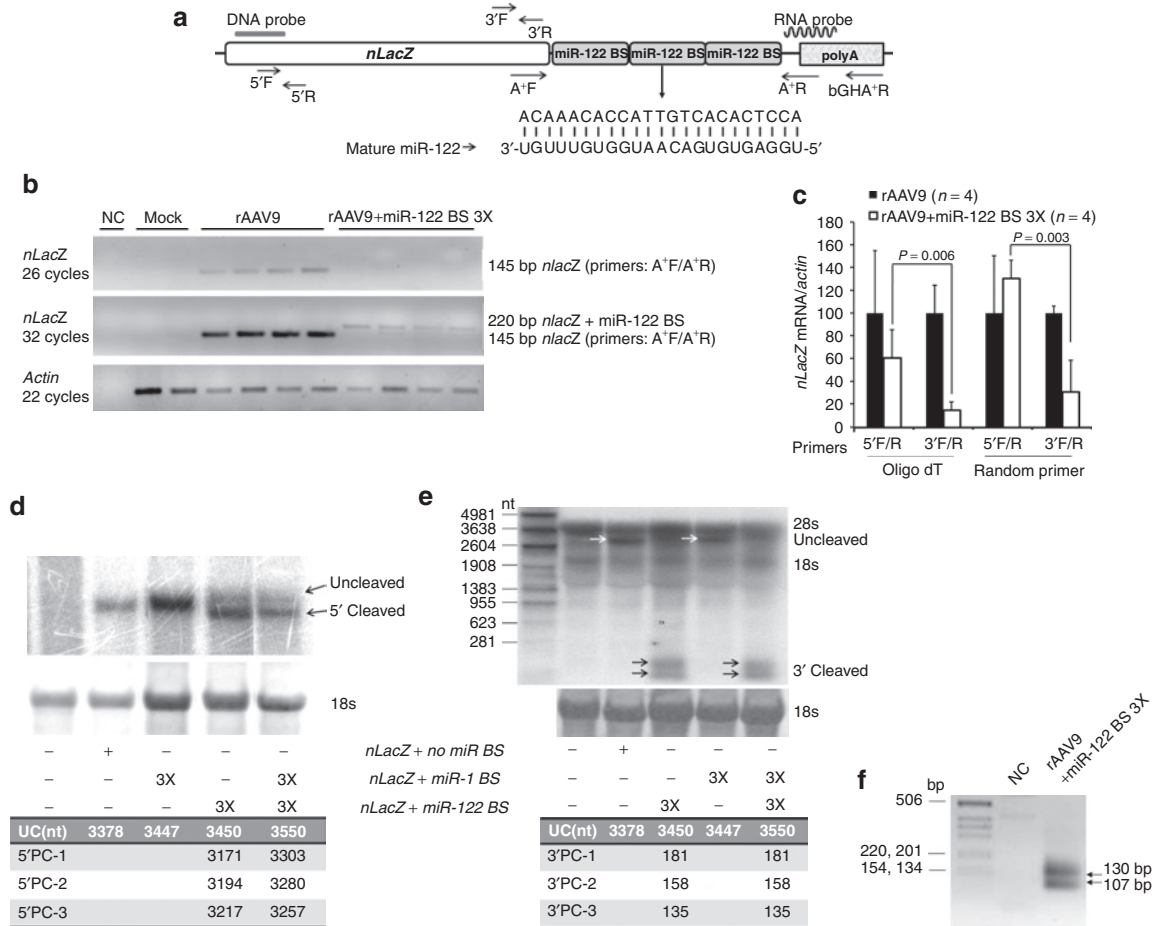 a
DNA probe
3′F
3′R
RNA probe
nLacZ
miR-122 BS
miR-122 BS
miR-122 BS
polyA
5′F
5′R
A+F
A+R
bGHA+R
ACAAACACCATTGTCACACTCCA
Mature miR-122
3′-UGUUUGUGGUAACAGUGUGAGGU-5′
b
NC Mock rAAV9 rAAV9+miR-122 BS 3X
nLacZ
26 cycles
145 bp nlacZ (primers: A+F/A+R)
nLacZ
32 cycles
220 bp nlacZ + miR-122 BS
145 bp nlacZ (primers: A+F/A+R)
Actin
22 cycles
c
rAAV9 (n = 4)
rAAV9+miR-122 BS 3X (n = 4)
nLacZ mRNA/actin
180
160
140
120
100
80
60
40
20
0
P = 0.006
P = 0.003
Primers 5′F/R 3′F/R 5′F/R 3′F/R
Oligo dT Random primer
d
Uncleaved
5′ Cleaved
18s
– + – – –
– – 3X – 3X
– – – 3X 3X
UC(nt) 3378 3447 3450 3550
5′PC-1 3171 3303
5′PC-2 3194 3280
5′PC-3 3217 3257
nLacZ + no miR BS
nLacZ + miR-1 BS
nLacZ + miR-122 BS
e
nt
4981
3638
2604
1908
1383
955
623
281
28s
Uncleaved
18s
3′ Cleaved
18s
– + – – –
– – – 3X 3X
– – 3X – 3X
UC(nt) 3378 3450 3447 3550
3′PC-1 181 181
3′PC-2 158 158
3′PC-3 135 135
f
bp
NC
rAAV9
+miR-122 BS 3X
506
220, 201
154, 134
130 bp
107 bp